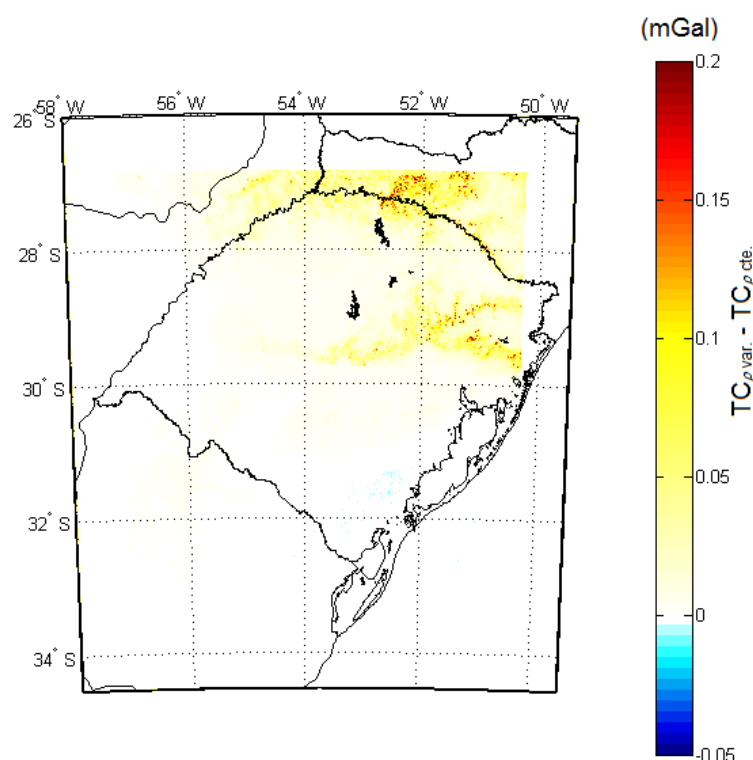 (mGal)
0.2
58° W
56° W
54° W
52° W
50° W
26° S
0.15
28° S
TCρ var. - TCρ cte.
0.1
30° S
0.05
32° S
0
34° S
-0.05